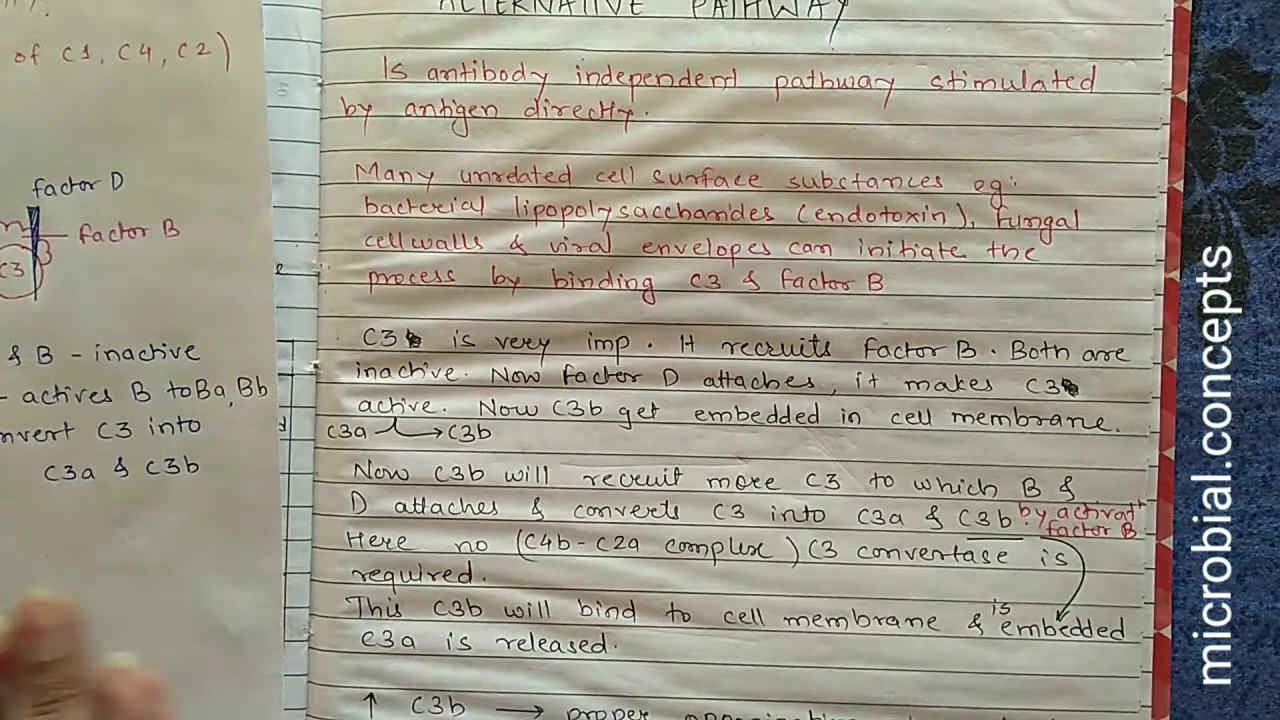 of C1, C4, C2)
factor D
factor B
C3
& B - inactive
- actives B to Ba, Bb
nvert C3 into
C3a & C3b
ALTERNATIVE PATHWAY
Is antibody independent pathway stimulated
by antigen directly.
Many unrelated cell surface substances eg:
bacterial lipopolysaccharides (endotoxin), fungal
cell walls & viral envelopes can initiate the
process by binding C3 & factor B
C3 is very imp. It recruits factor B. Both are
inactive. Now factor D attaches, it makes C3
active. Now C3b get embedded in cell membrane.
C3a → C3b
Now C3b will recruit more C3 to which B &
D attaches & converts C3 into C3a & C3b. by activatn
factor B
Here no (C4b-C2a complex) C3 convertase is
required.
This C3b will bind to cell membrane & is embedded
C3a is released.
↑ C3b → proper
microbial.concepts